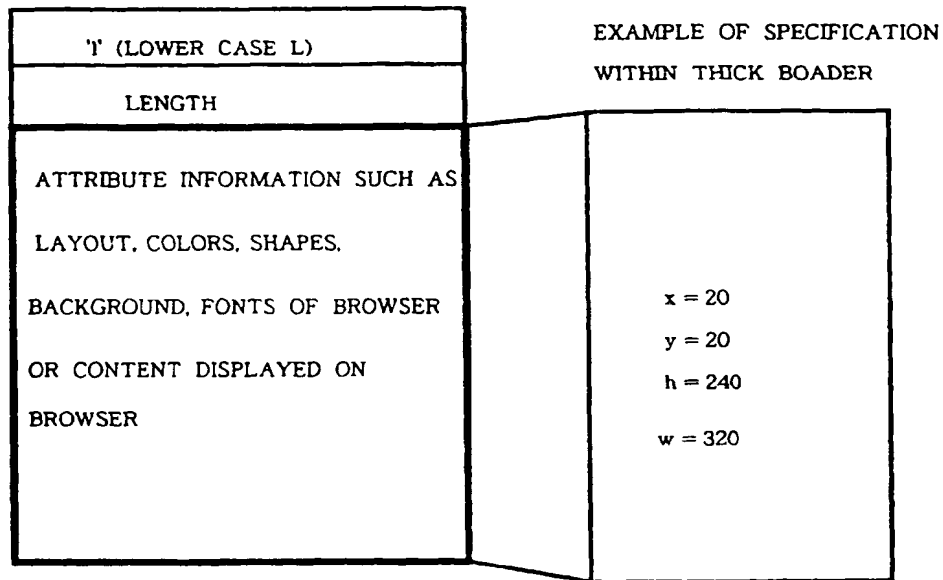 'l' (LOWER CASE L)
LENGTH
ATTRIBUTE INFORMATION SUCH AS
LAYOUT, COLORS, SHAPES,
BACKGROUND, FONTS OF BROWSER
OR CONTENT DISPLAYED ON
BROWSER
EXAMPLE OF SPECIFICATION
WITHIN THICK BOADER
x = 20
y = 20
h = 240
w = 320